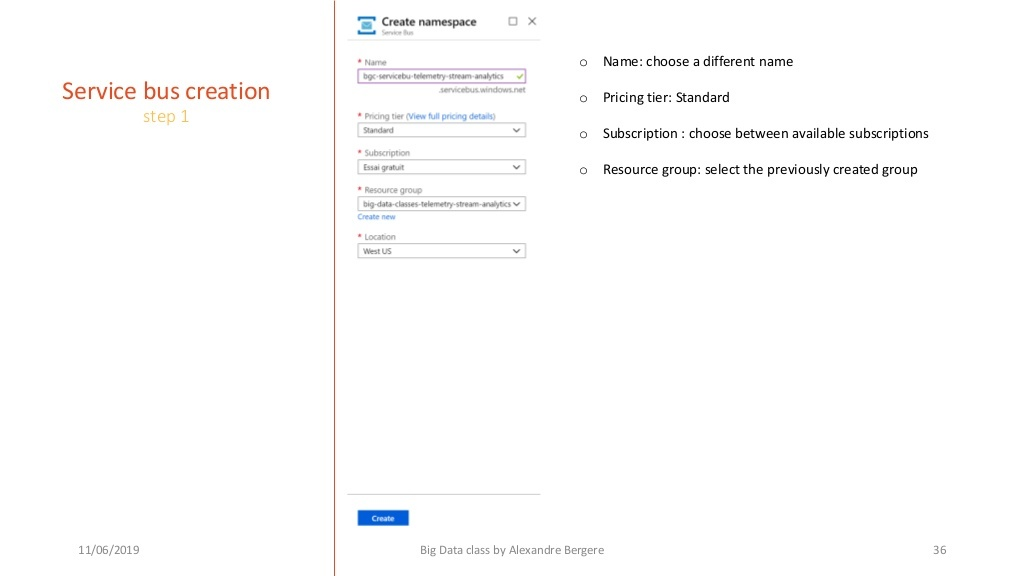 Service bus creation
step 1
Create namespace
Service Bus
* Name
bgc-servicebu-telemetry-stream-analytics
.servicebus.windows.net
* Pricing tier (View full pricing details)
Standard
* Subscription
Essai gratuit
* Resource group
big-data-classes-telemetry-stream-analytics
Create new
* Location
West US
Create
o Name: choose a different name
o Pricing tier: Standard
o Subscription : choose between available subscriptions
o Resource group: select the previously created group
11/06/2019
Big Data class by Alexandre Bergere
36